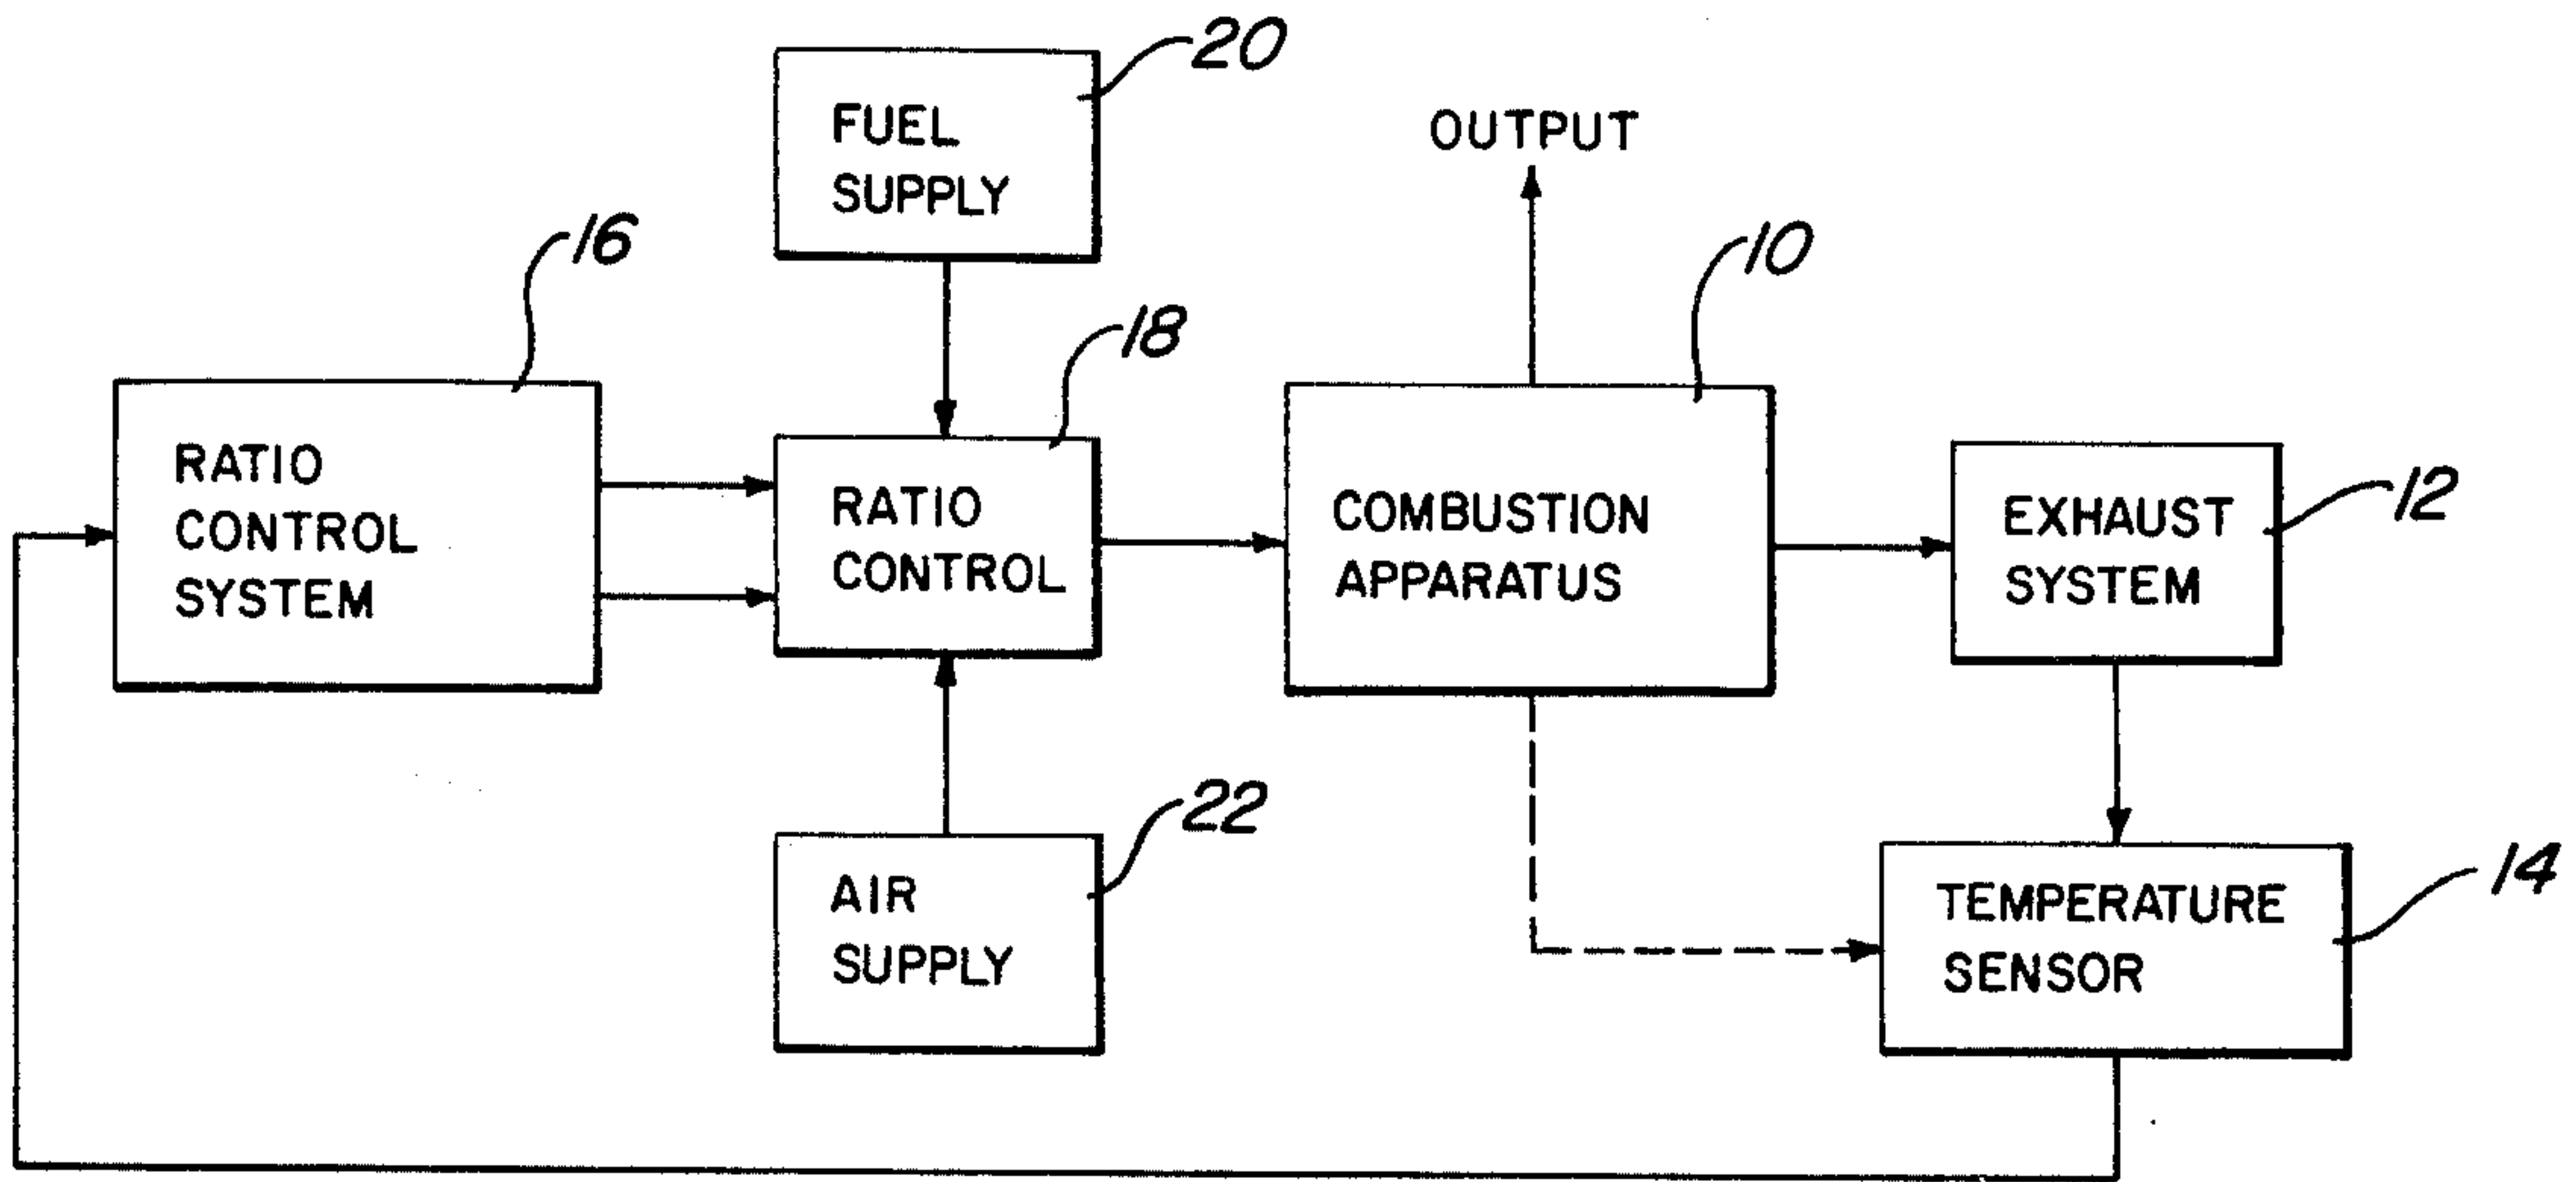 20
FUEL
SUPPLY
OUTPUT
16
10
18
RATIO
CONTROL
SYSTEM
RATIO
CONTROL
COMBUSTION
APPARATUS
EXHAUST
SYSTEM
12
22
AIR
SUPPLY
TEMPERATURE
SENSOR
14